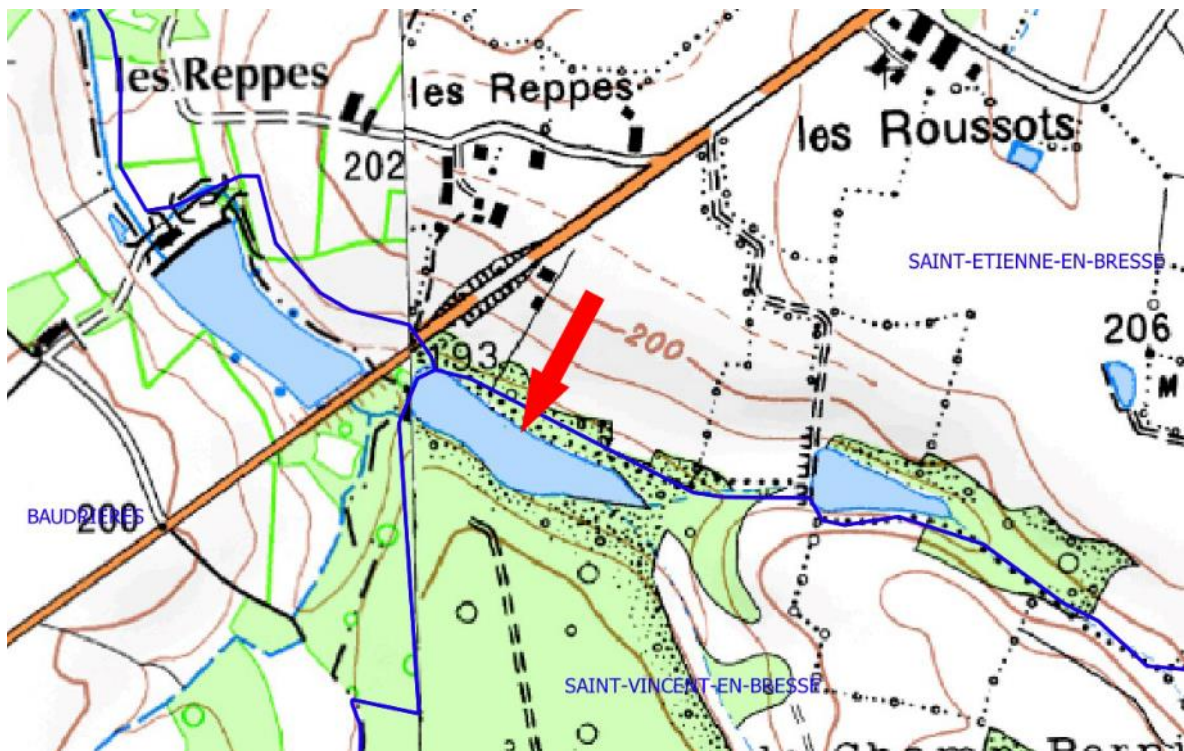 les Reppes
les Reppes
les Roussots
202
SAINT-ETIENNE-EN-BRESSE
200
206
193
M
BAUDRIERES
200
SAINT-VINCENT-EN-BRESSE